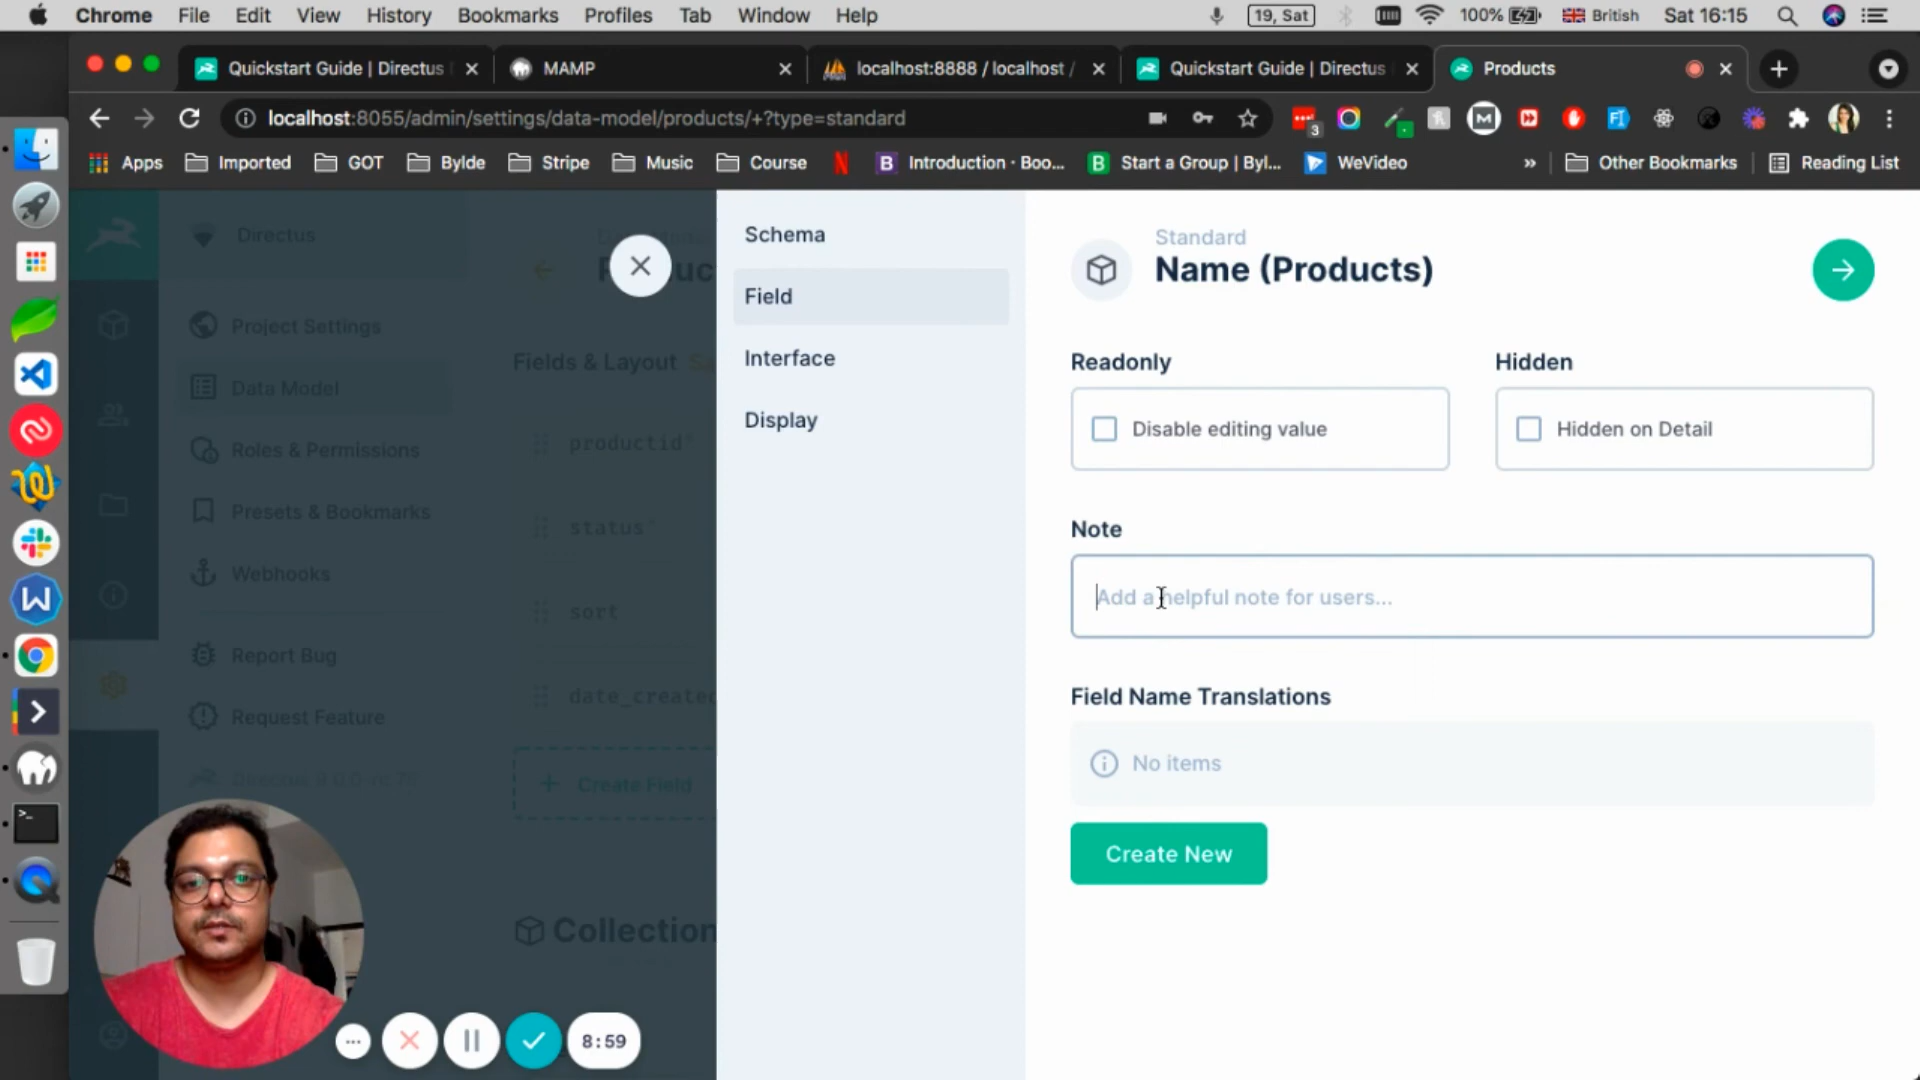 Chrome File Edit View History Bookmarks Profiles Tab Window Help 19, Sat 100% British Sat 16:15
Quickstart Guide | Directus MAMP localhost:8888 / localhost / Quickstart Guide | Directus Products
localhost:8055/admin/settings/data-model/products/+?type=standard 3
Apps Imported GOT Bylde Stripe Music Course Introduction · Boo... Start a Group | Byl... WeVideo » Other Bookmarks Reading List
Directus
Project Settings
Data Model
Roles & Permissions
Presets & Bookmarks
Webhooks
Report Bug
Request Feature
Fields & Layout
productid*
status*
sort
date_created
Create Field
Collection
Schema
Field
Interface
Display
Standard
Name (Products)
Readonly Hidden
Disable editing value Hidden on Detail
Note
Add a helpful note for users...
Field Name Translations
No items
Create New
8:59